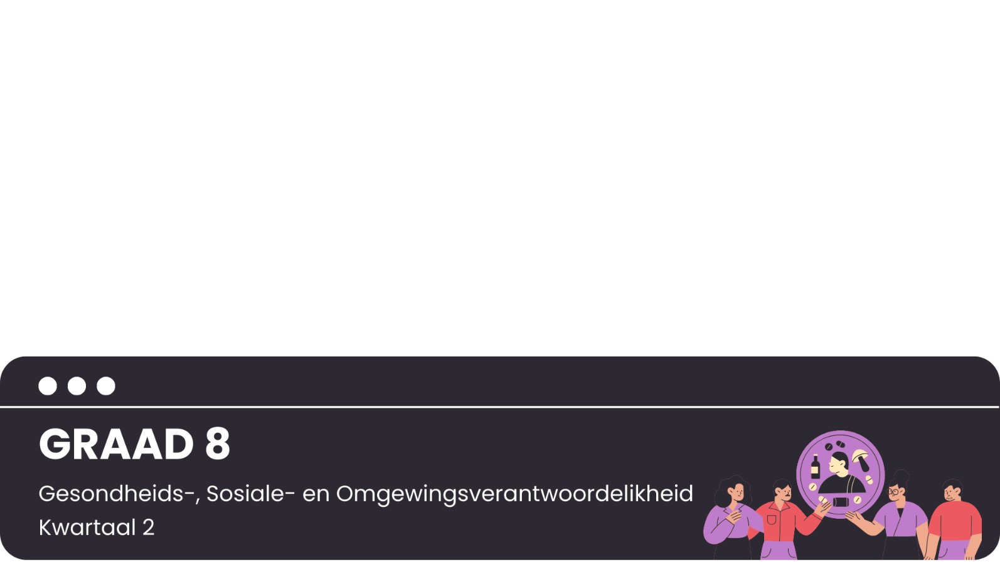 GRAAD 8
Gesondheids-, Sosiale- en Omgewingsverantwoordelikheid
Kwartaal 2